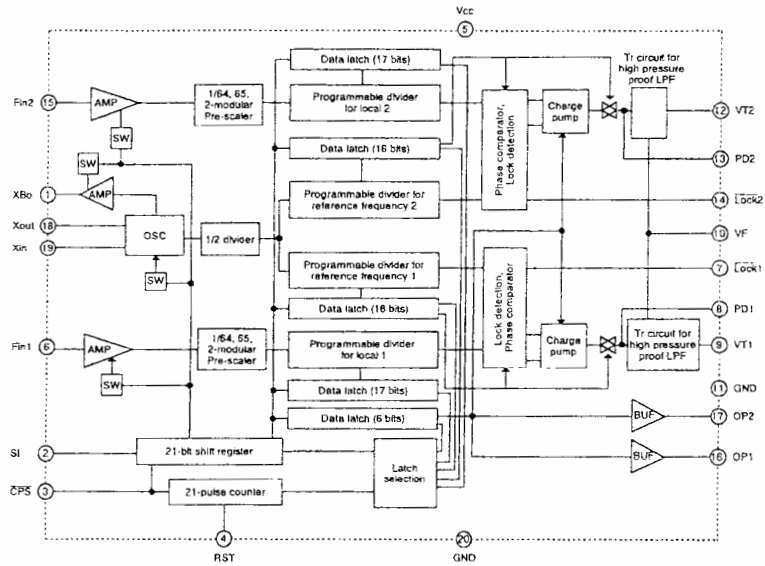 Vcc
5
Data latch (17 bits)
Tr circuit for
high pressure
proof LPF
Fin2 15 AMP
1/64, 65,
2-modular
Pre-scaler
Programmable divider
for local 2
Phase comparator,
Lock detection
Charge
pump
12 VT2
SW
Data latch (16 bits)
13 PD2
SW
XBo 1 AMP
Programmable divider for
reference frequency 2
14 Lock2
Xout 18
OSC
1/2 divider
10 VF
Xin 19
Programmable divider for
reference frequency 1
7 Lock1
SW
Data latch (16 bits)
Lock detection,
Phase comparator
8 PD1
Fin1 6 AMP
1/64, 65,
2-modular
Pre-scaler
Programmable divider
for local 1
Charge
pump
Tr circuit for
high pressure
proof LPF
9 VT1
SW
Data latch (17 bits)
11 GND
Data latch (6 bits)
BUF
17 OP2
SI 2
21-bit shift register
Latch
selection
BUF
16 OP1
CPS 3
21-pulse counter
4
RST
20
GND